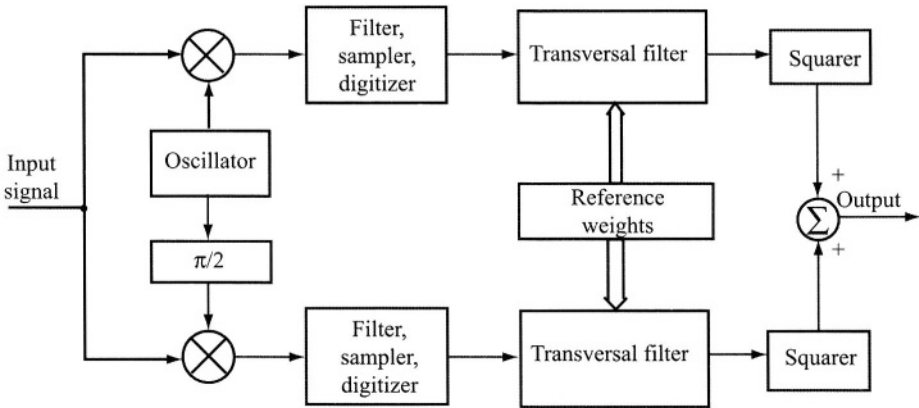 Filter,
sampler,
digitizer
Transversal filter
Squarer
Oscillator
Input
signal
Reference
weights
+
Σ
Output
+
π/2
Filter,
sampler,
digitizer
Transversal filter
Squarer